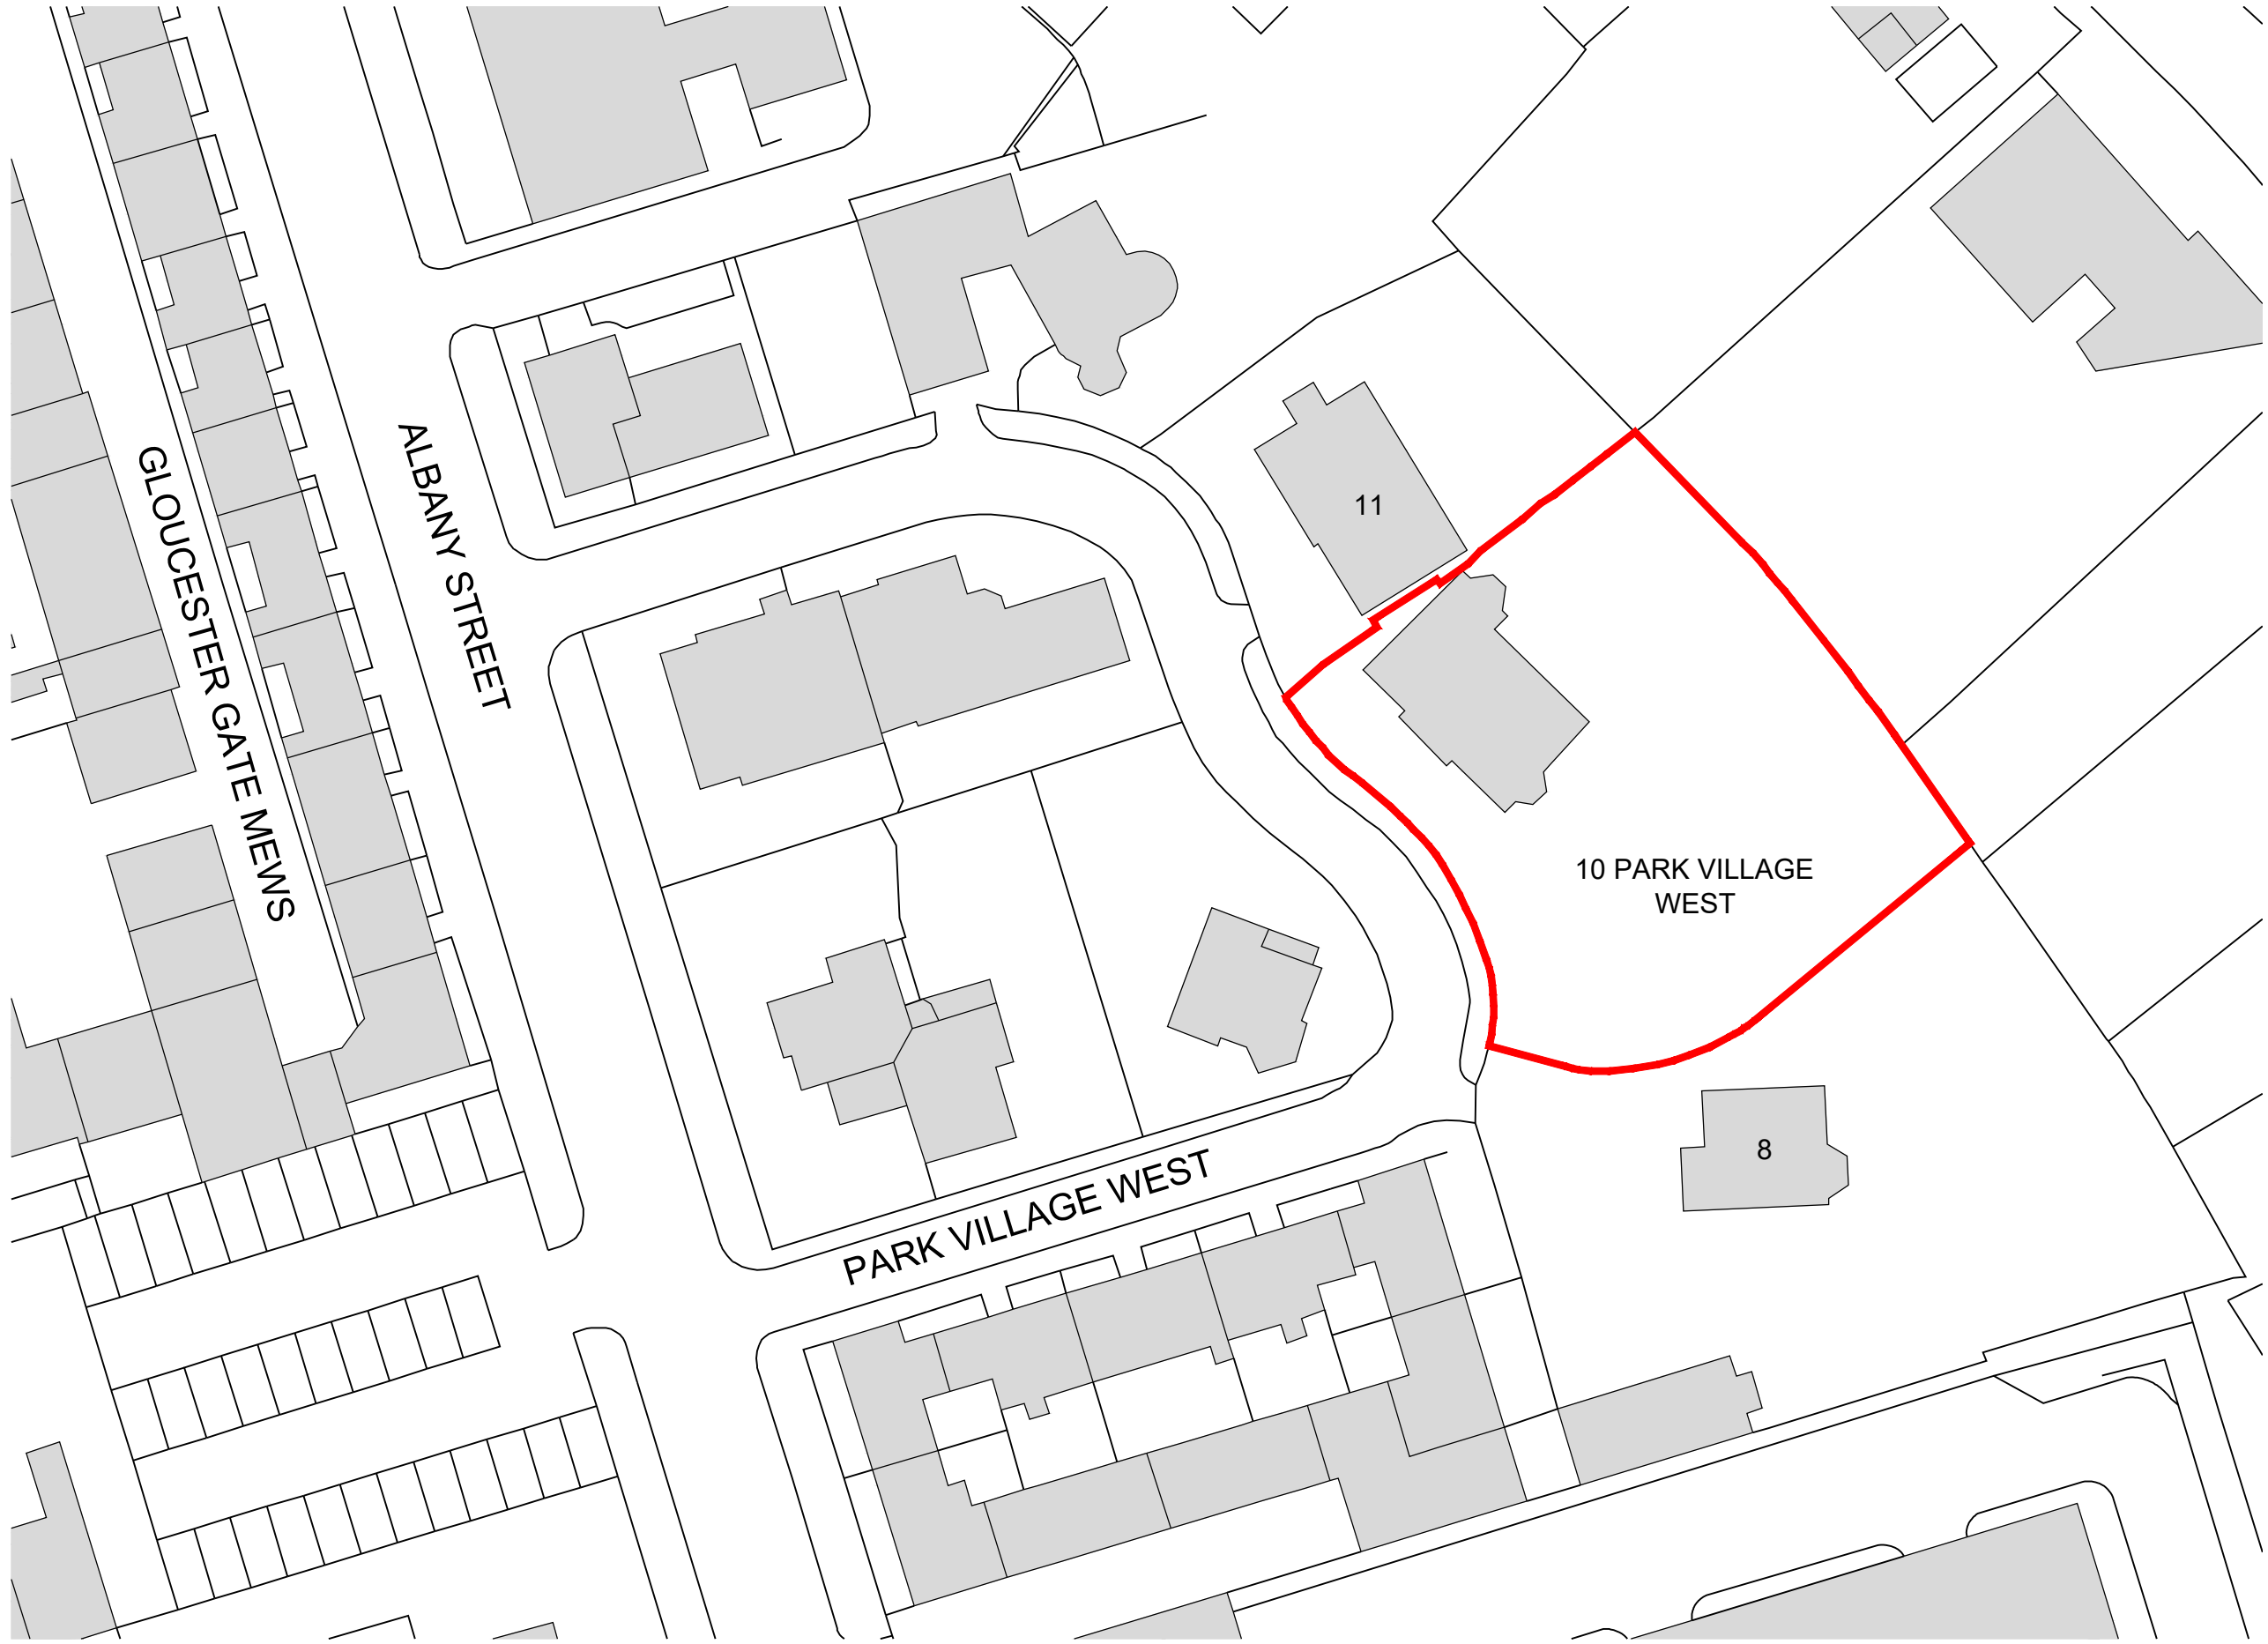 GLOUCESTER GATE MEWS
ALBANY STREET
11
10 PARK VILLAGE
WEST
8
PARK VILLAGE WEST